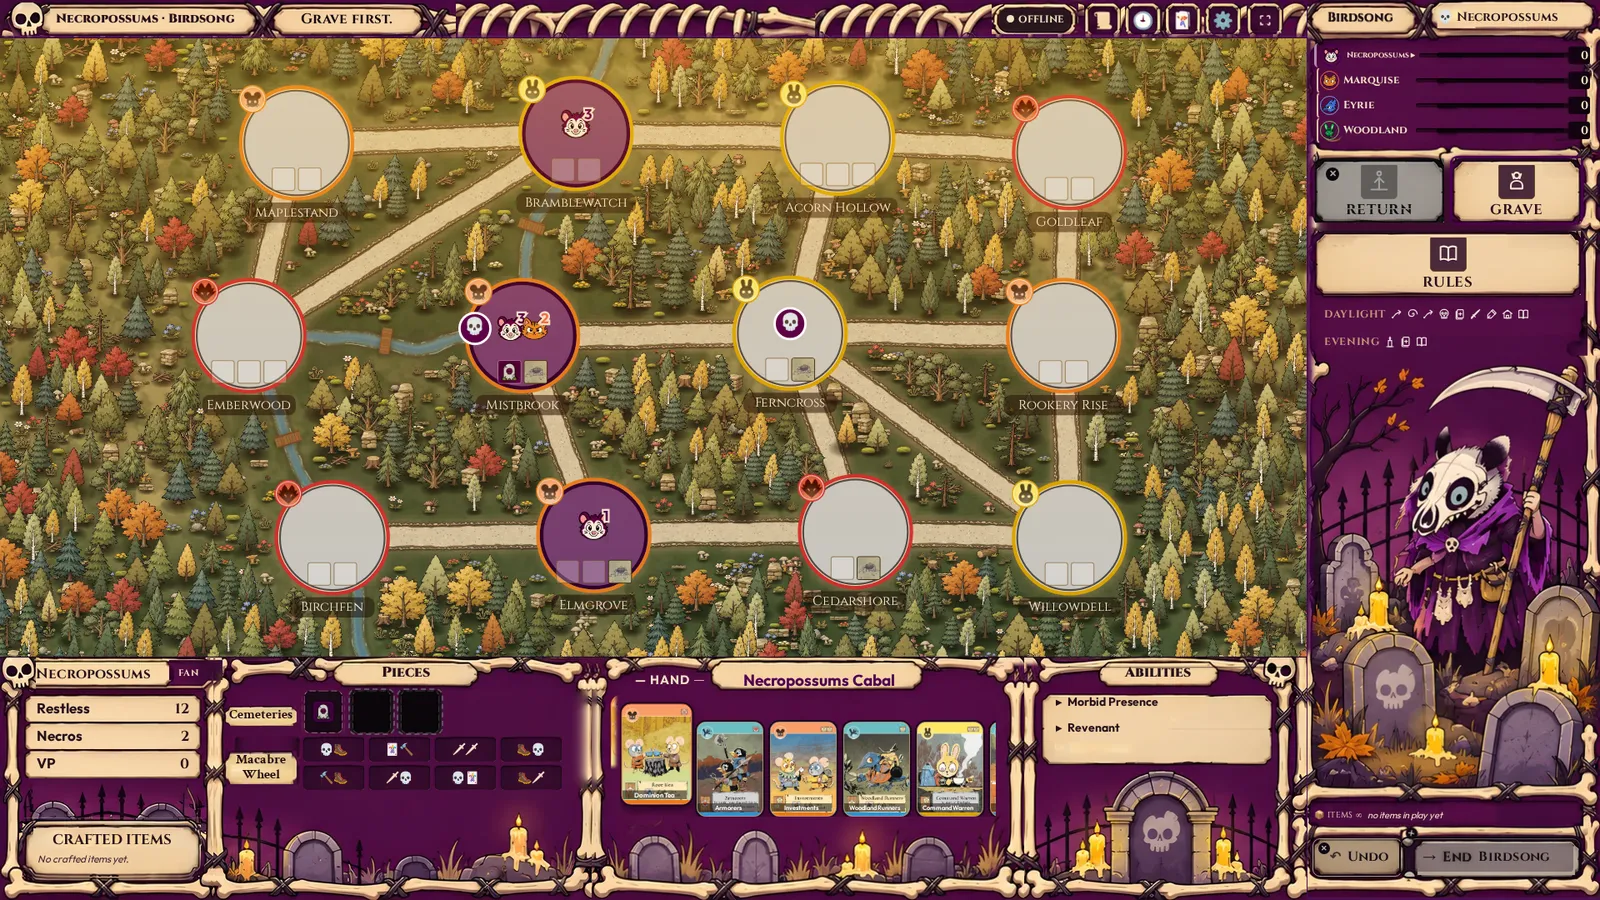 Necropossums · Birdsong
Grave first.
OFFLINE
Birdsong
Necropossums
Necropossums ▸ 0
Marquise 0
Eyrie 0
Woodland 0
Return
Grave
Rules
Daylight
Evening
Maplestand
Bramblewatch
3
Acorn Hollow
Goldleaf
Emberwood
Mistbrook
3 2
Ferncross
Rookery Rise
Birchfen
Elmgrove
1
Cedarshore
Willowdell
Necropossums
FAN
Restless 12
Necros 2
VP 0
Crafted Items
No crafted items yet.
Pieces
Cemeteries
Macabre
Wheel
— HAND —
Necropossums Cabal
Dominion Tea
Armorers
Investments
Woodland Runners
Command Warren
Abilities
▸ Morbid Presence
▸ Revenant
Items ∞ no items in play yet
↶ Undo
→ End Birdsong